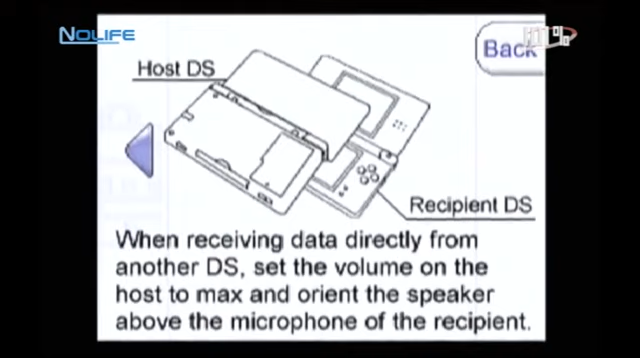 NOLIFE
Back
Host DS
Recipient DS
When receiving data directly from
another DS, set the volume on the
host to max and orient the speaker
above the microphone of the recipient.